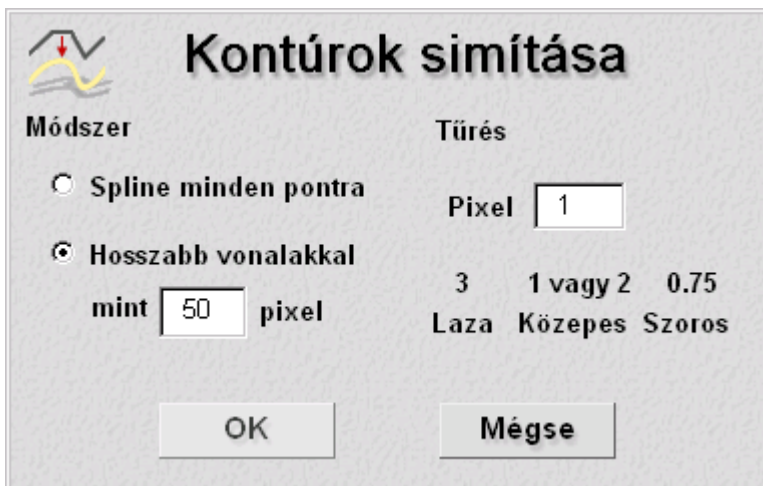 Kontúrok simítása
Módszer
Spline minden pontra
Hosszabb vonalakkal
mint 50 pixel
Tűrés
Pixel 1
3 1 vagy 2 0.75
Laza Közepes Szoros
OK Mégse